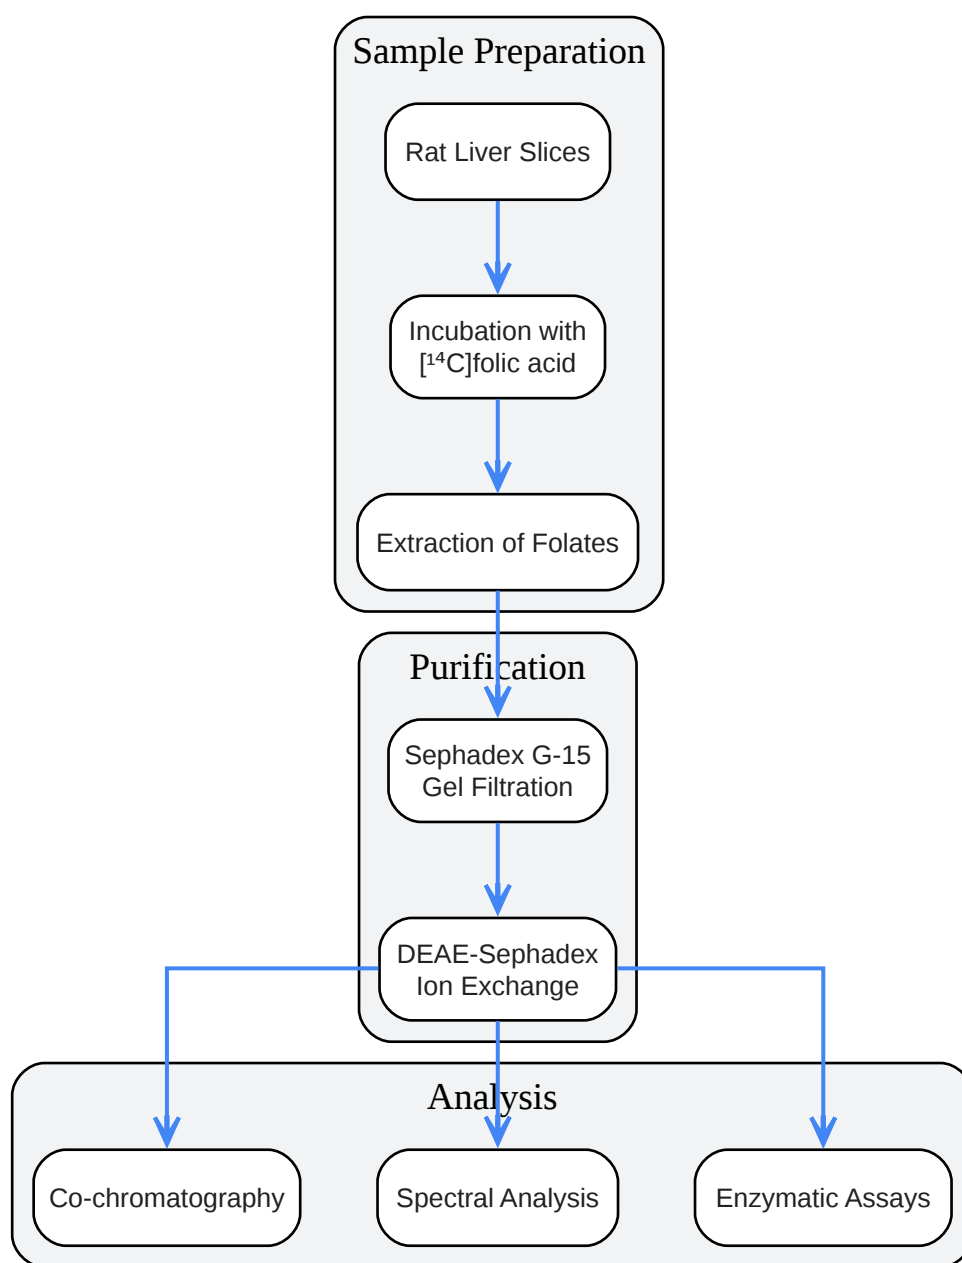 Sample Preparation
Rat Liver Slices
Incubation with
[¹⁴C]folic acid
Extraction of Folates
Purification
Sephadex G-15
Gel Filtration
DEAE-Sephadex
Ion Exchange
Analysis
Co-chromatography
Spectral Analysis
Enzymatic Assays